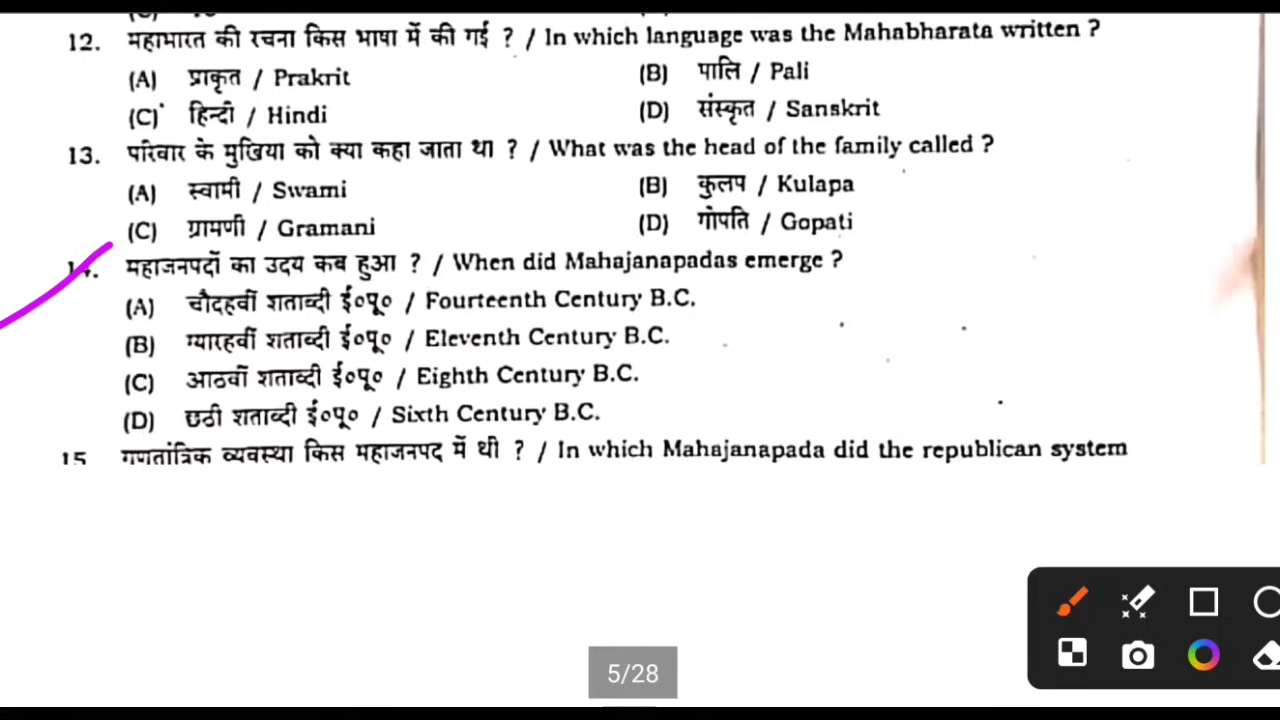 12. महाभारत की रचना किस भाषा में की गई ? / In which language was the Mahabharata written ?
(A) प्राकृत / Prakrit (B) पालि / Pali
(C) हिन्दी / Hindi (D) संस्कृत / Sanskrit
13. परिवार के मुखिया को क्या कहा जाता था ? / What was the head of the family called ?
(A) स्वामी / Swami (B) कुलप / Kulapa
(C) ग्रामणी / Gramani (D) गोपति / Gopati
14. महाजनपदों का उदय कब हुआ ? / When did Mahajanapadas emerge ?
(A) चौदहवीं शताब्दी ई०पू० / Fourteenth Century B.C.
(B) ग्यारहवीं शताब्दी ई०पू० / Eleventh Century B.C.
(C) आठवीं शताब्दी ई०पू० / Eighth Century B.C.
(D) छठी शताब्दी ई०पू० / Sixth Century B.C.
15 गणतांत्रिक व्यवस्था किस महाजनपद में थी ? / In which Mahajanapada did the republican system
5/28